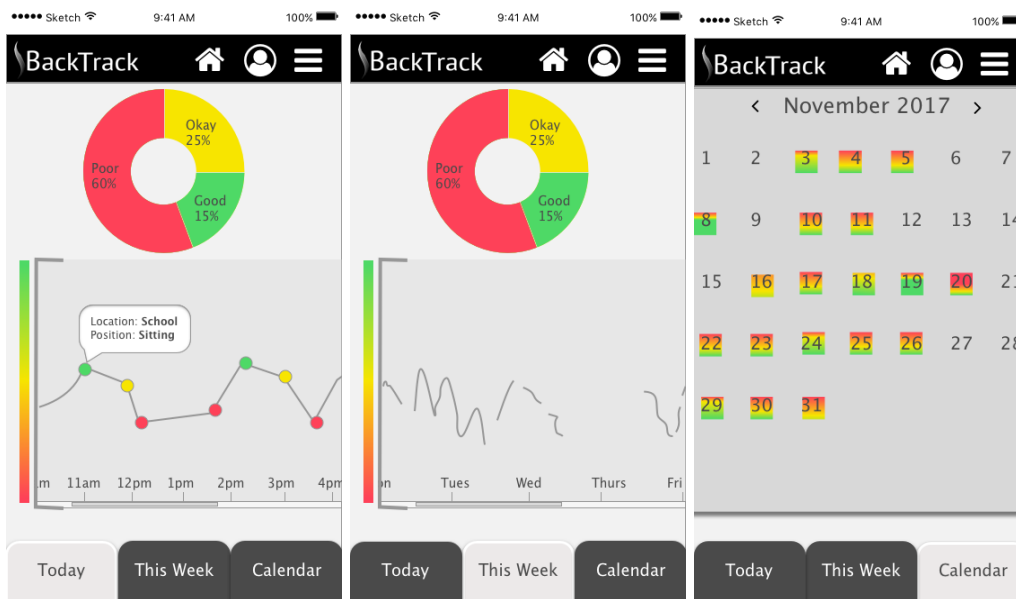 Sketch 9:41 AM 100%
BackTrack
Okay
25%
Poor
60%
Good
15%
Location: School
Position: Sitting
m 11am 12pm 1pm 2pm 3pm 4pm
Today This Week Calendar
Sketch 9:41 AM 100%
BackTrack
Okay
25%
Poor
60%
Good
15%
on Tues Wed Thurs Fri
Today This Week Calendar
Sketch 9:41 AM 100%
BackTrack
< November 2017 >
1 2 3 4 5 6 7
8 9 10 11 12 13 14
15 16 17 18 19 20 21
22 23 24 25 26 27 28
29 30 31
Today This Week Calendar